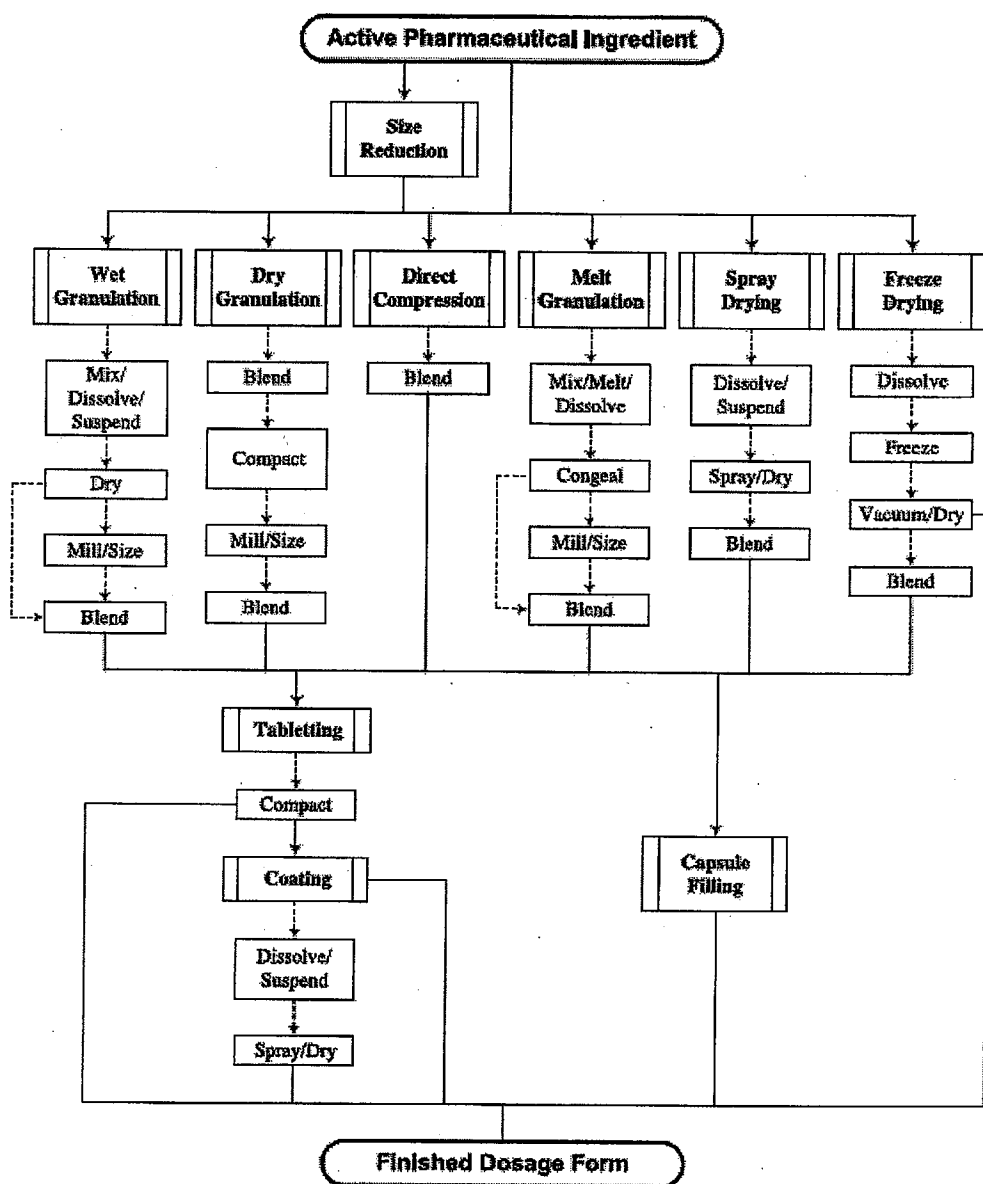 Active Pharmaceutical Ingredient
Size
Reduction
Wet
Granulation
Dry
Granulation
Direct
Compression
Melt
Granulation
Spray
Drying
Freeze
Drying
Mix/
Dissolve/
Suspend
Dry
Mill/Size
Blend
Blend
Compact
Mill/Size
Blend
Blend
Mix/Melt/
Dissolve
Congeal
Mill/Size
Blend
Dissolve/
Suspend
Spray/Dry
Blend
Dissolve
Freeze
Vacuum/Dry
Blend
Tabletting
Compact
Coating
Dissolve/
Suspend
Spray/Dry
Capsule
Filling
Finished Dosage Form